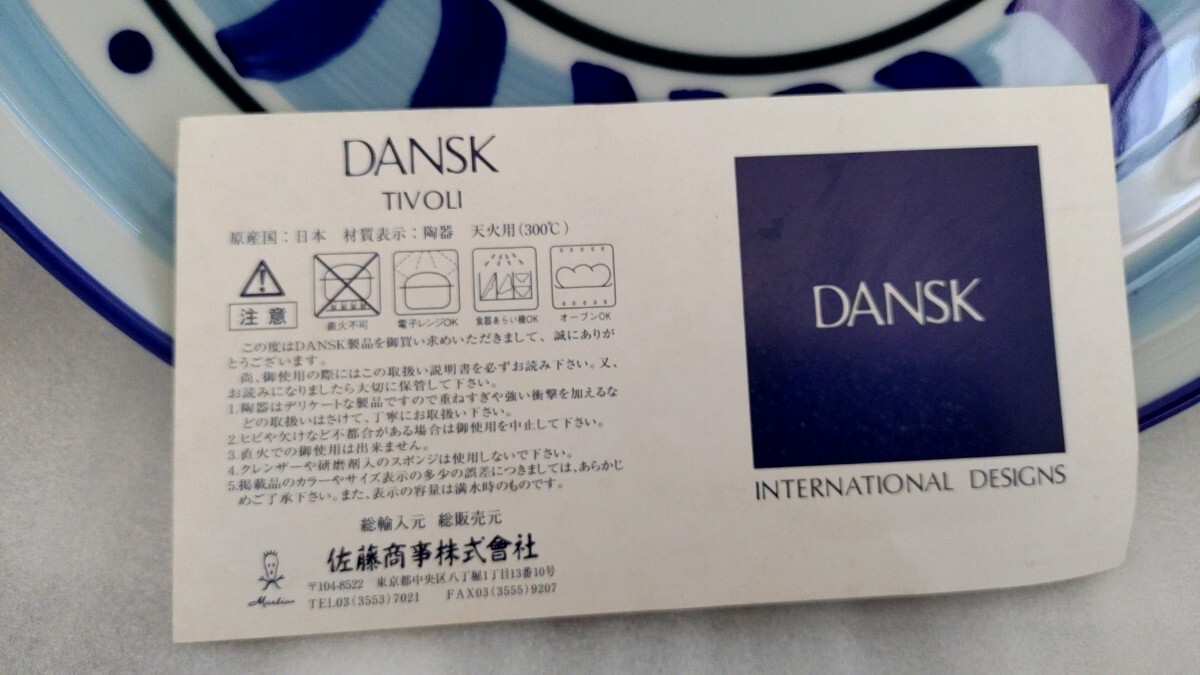 DANSK
TIVOLI
原産国:日本 材質表示:陶器 天火用(300℃)
注意
直火不可
電子レンジOK
食器あらい機OK
オーブンOK
この度はDANSK製品を御買い求めいただきまして、誠にありが
とうございます。
尚、御使用の際にはこの取扱い説明書を必ずお読み下さい。又、
お読みになりましたら大切に保管して下さい。
1.陶器はデリケートな製品ですので重ねすぎや強い衝撃を加えるな
どの取扱いはさけて、丁寧にお取扱い下さい。
2.ヒビや欠けなど不都合がある場合は御使用を中止して下さい。
3.直火での御使用は出来ません。
4.クレンザーや研磨剤入のスポンジは使用しないで下さい。
5.掲載品のカラーやサイズ表示の多少の誤差につきましては、あらかじ
めご了承下さい。また、表示の容量は満水時のものです。
総輸入元 総販売元
佐藤商事株式會社
〒104-8522 東京都中央区八丁堀1丁目13番10号
TEL03(3553)7021 FAX03(3555)9207
DANSK
INTERNATIONAL DESIGNS